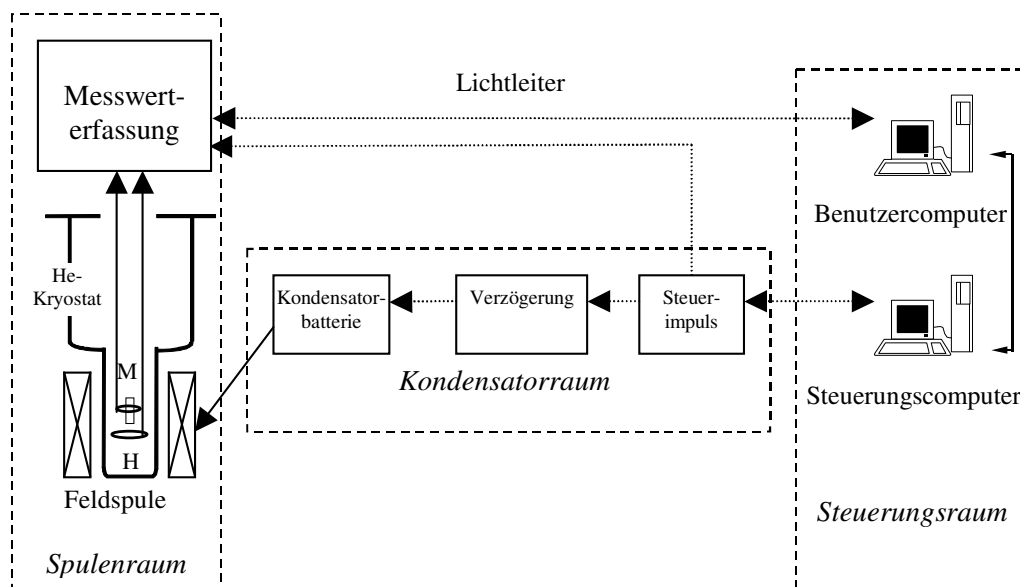 Messwert-
erfassung
Lichtleiter
Benutzercomputer
He-
Kryostat
Kondensator-
batterie
Verzögerung
Steuer-
impuls
Kondensatorraum
M
H
Feldspule
Spulenraum
Steuerungscomputer
Steuerungsraum